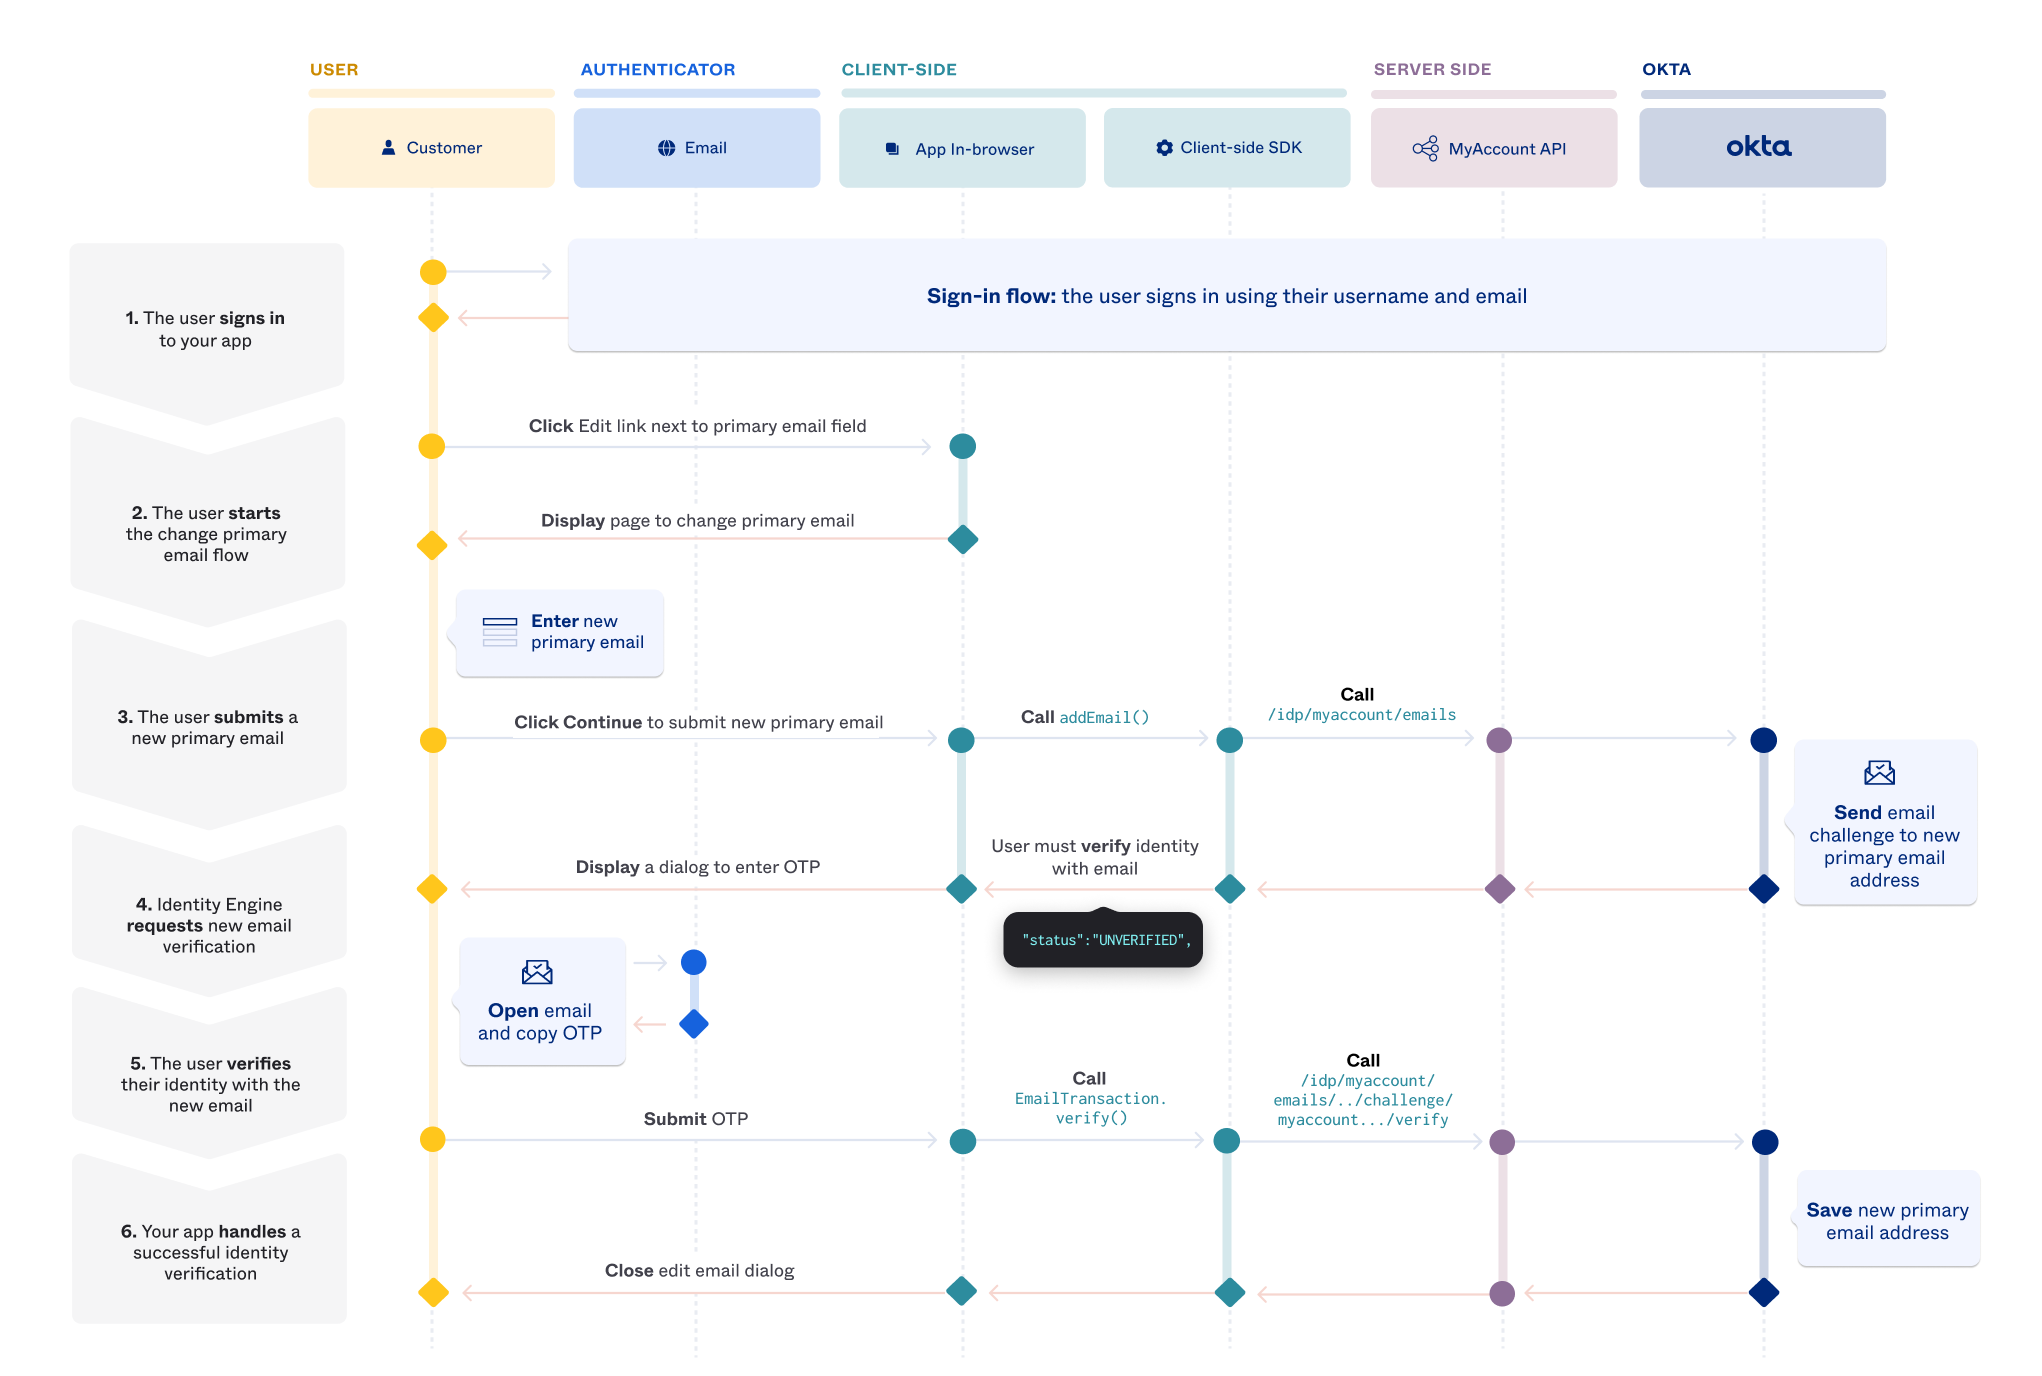 USER
AUTHENTICATOR
CLIENT-SIDE
SERVER SIDE
OKTA
Customer
Email
App In-browser
Client-side SDK
MyAccount API
okta
1. The user signs in
to your app
Sign-in flow: the user signs in using their username and email
2. The user starts
the change primary
email flow
Click Edit link next to primary email field
Display page to change primary email
Enter new
primary email
3. The user submits a
new primary email
Click Continue to submit new primary email
Call addEmail()
Call
/idp/myaccount/emails
Send email
challenge to new
primary email
address
4. Identity Engine
requests new email
verification
Display a dialog to enter OTP
User must verify identity
with email
"status":"UNVERIFIED",
Open email
and copy OTP
5. The user verifies
their identity with the
new email
Submit OTP
Call
EmailTransaction.
verify()
Call
/idp/myaccount/
emails/../challenge/
myaccount.../verify
6. Your app handles a
successful identity
verification
Save new primary
email address
Close edit email dialog